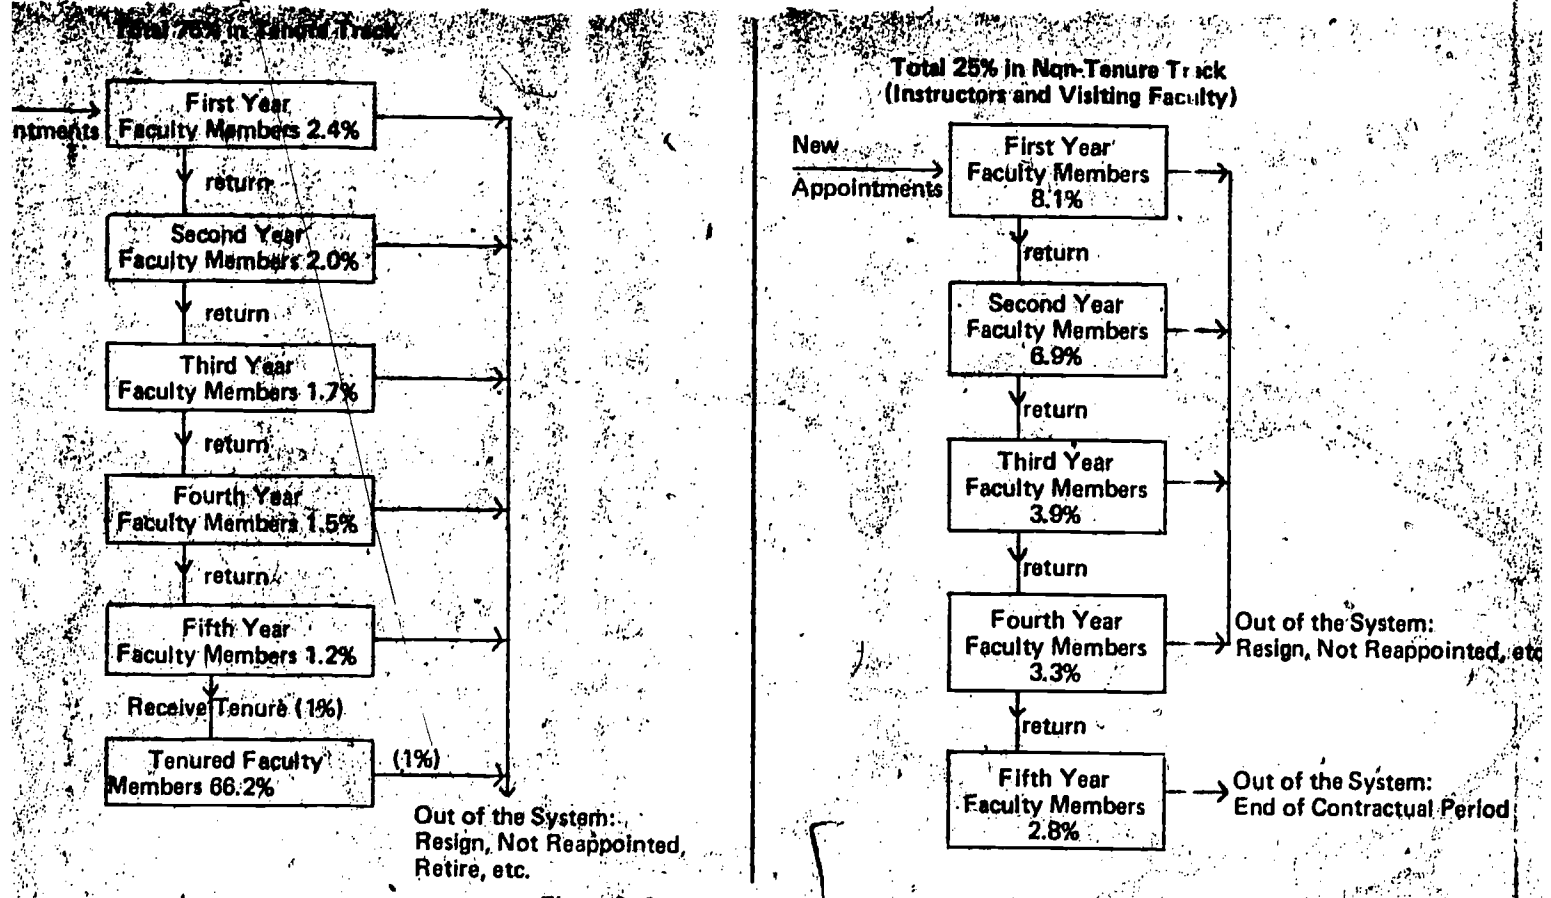 Total 75% in Tenure Track
ntments
First Year
Faculty Members 2.4%
return
Second Year
Faculty Members 2.0%
return
Third Year
Faculty Members 1.7%
return
Fourth Year
Faculty Members 1.5%
return
Fifth Year
Faculty Members 1.2%
Receive Tenure (1%)
Tenured Faculty
Members 66.2%
(1%)
Out of the System:
Resign, Not Reappointed,
Retire, etc.
Total 25% in Non-Tenure Track
(Instructors and Visiting Faculty)
New
Appointments
First Year
Faculty Members
8.1%
return
Second Year
Faculty Members
6.9%
return
Third Year
Faculty Members
3.9%
return
Fourth Year
Faculty Members
3.3%
Out of the System:
Resign, Not Reappointed, etc
return
Fifth Year
Faculty Members
2.8%
Out of the System:
End of Contractual Period